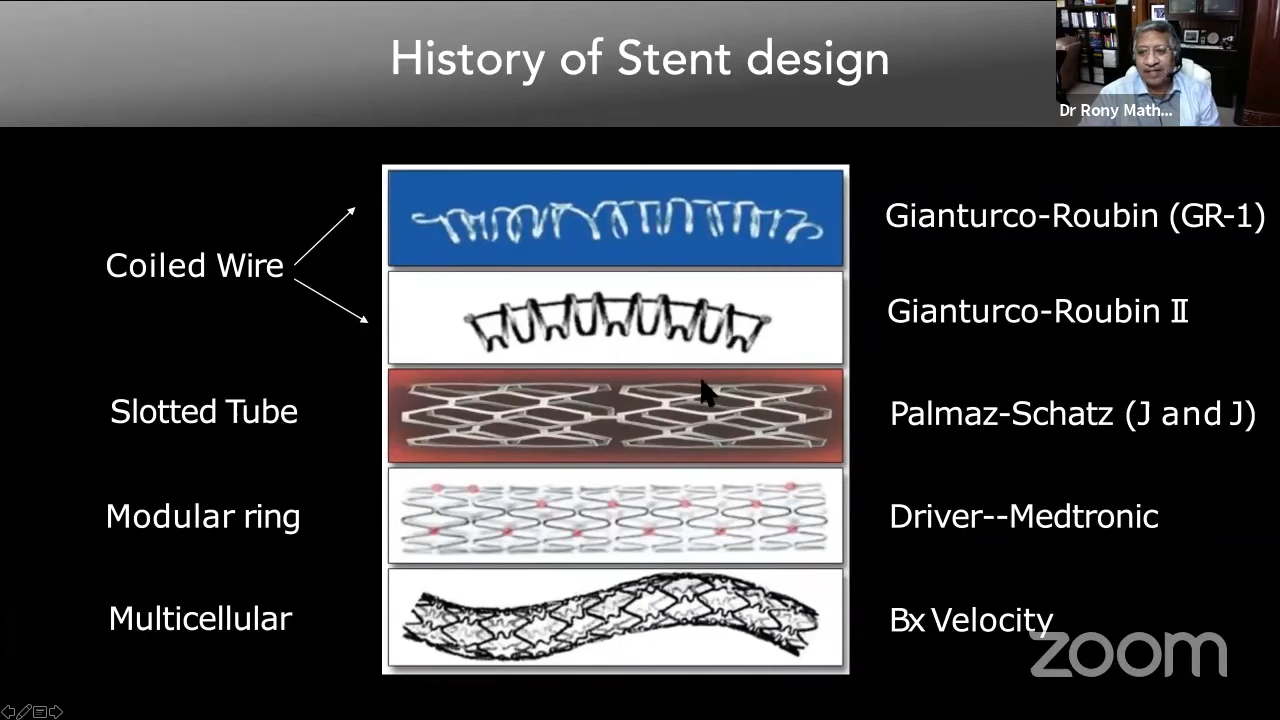 History of Stent design
Dr Rony Math...
Coiled Wire
Gianturco-Roubin (GR-1)
Gianturco-Roubin II
Slotted Tube
Palmaz-Schatz (J and J)
Modular ring
Driver--Medtronic
Multicellular
Bx Velocity
zoom